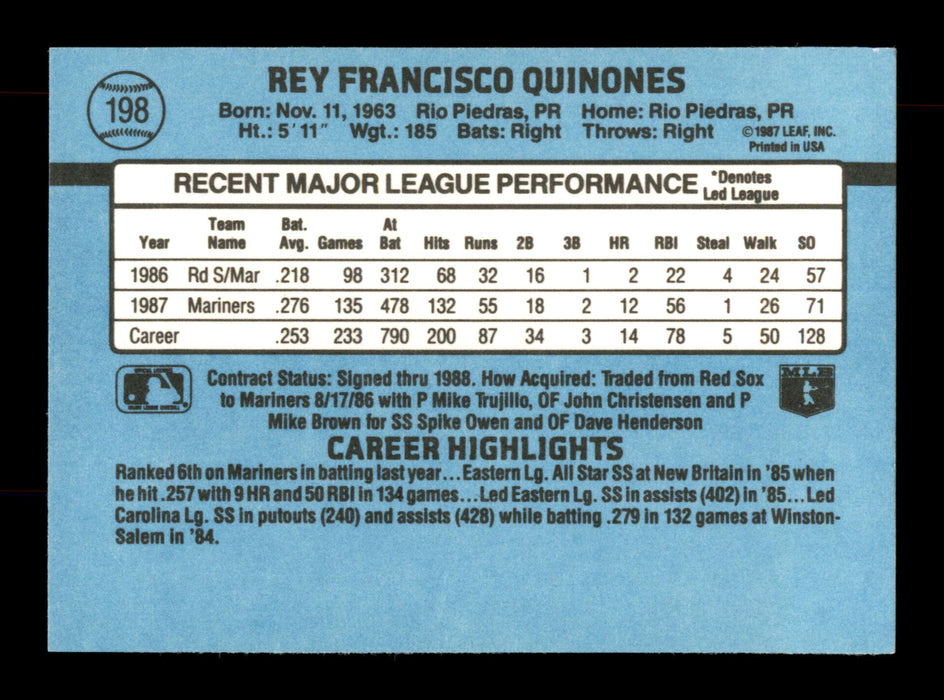 198
REY FRANCISCO QUINONES
Born: Nov. 11, 1963 Rio Piedras, PR Home: Rio Piedras, PR
Ht.: 5'11" Wgt.: 185 Bats: Right Throws: Right ©1987 LEAF, INC.
Printed in USA
RECENT MAJOR LEAGUE PERFORMANCE *Denotes Led League
Year Team Name Bat. Avg. Games At Bat Hits Runs 2B 3B HR RBI Steal Walk SO
1986 Rd S/Mar .218 98 312 68 32 16 1 2 22 4 24 57
1987 Mariners .276 135 478 132 55 18 2 12 56 1 26 71
Career .253 233 790 200 87 34 3 14 78 5 50 128
MLB
Contract Status: Signed thru 1988. How Acquired: Traded from Red Sox
to Mariners 8/17/86 with P Mike Trujillo, OF John Christensen and P
Mike Brown for SS Spike Owen and OF Dave Henderson
CAREER HIGHLIGHTS
Ranked 6th on Mariners in batting last year...Eastern Lg. All Star SS at New Britain in '85 when
he hit .257 with 9 HR and 50 RBI in 134 games...Led Eastern Lg. SS in assists (402) in '85...Led
Carolina Lg. SS in putouts (240) and assists (428) while batting .279 in 132 games at Winston-
Salem in '84.